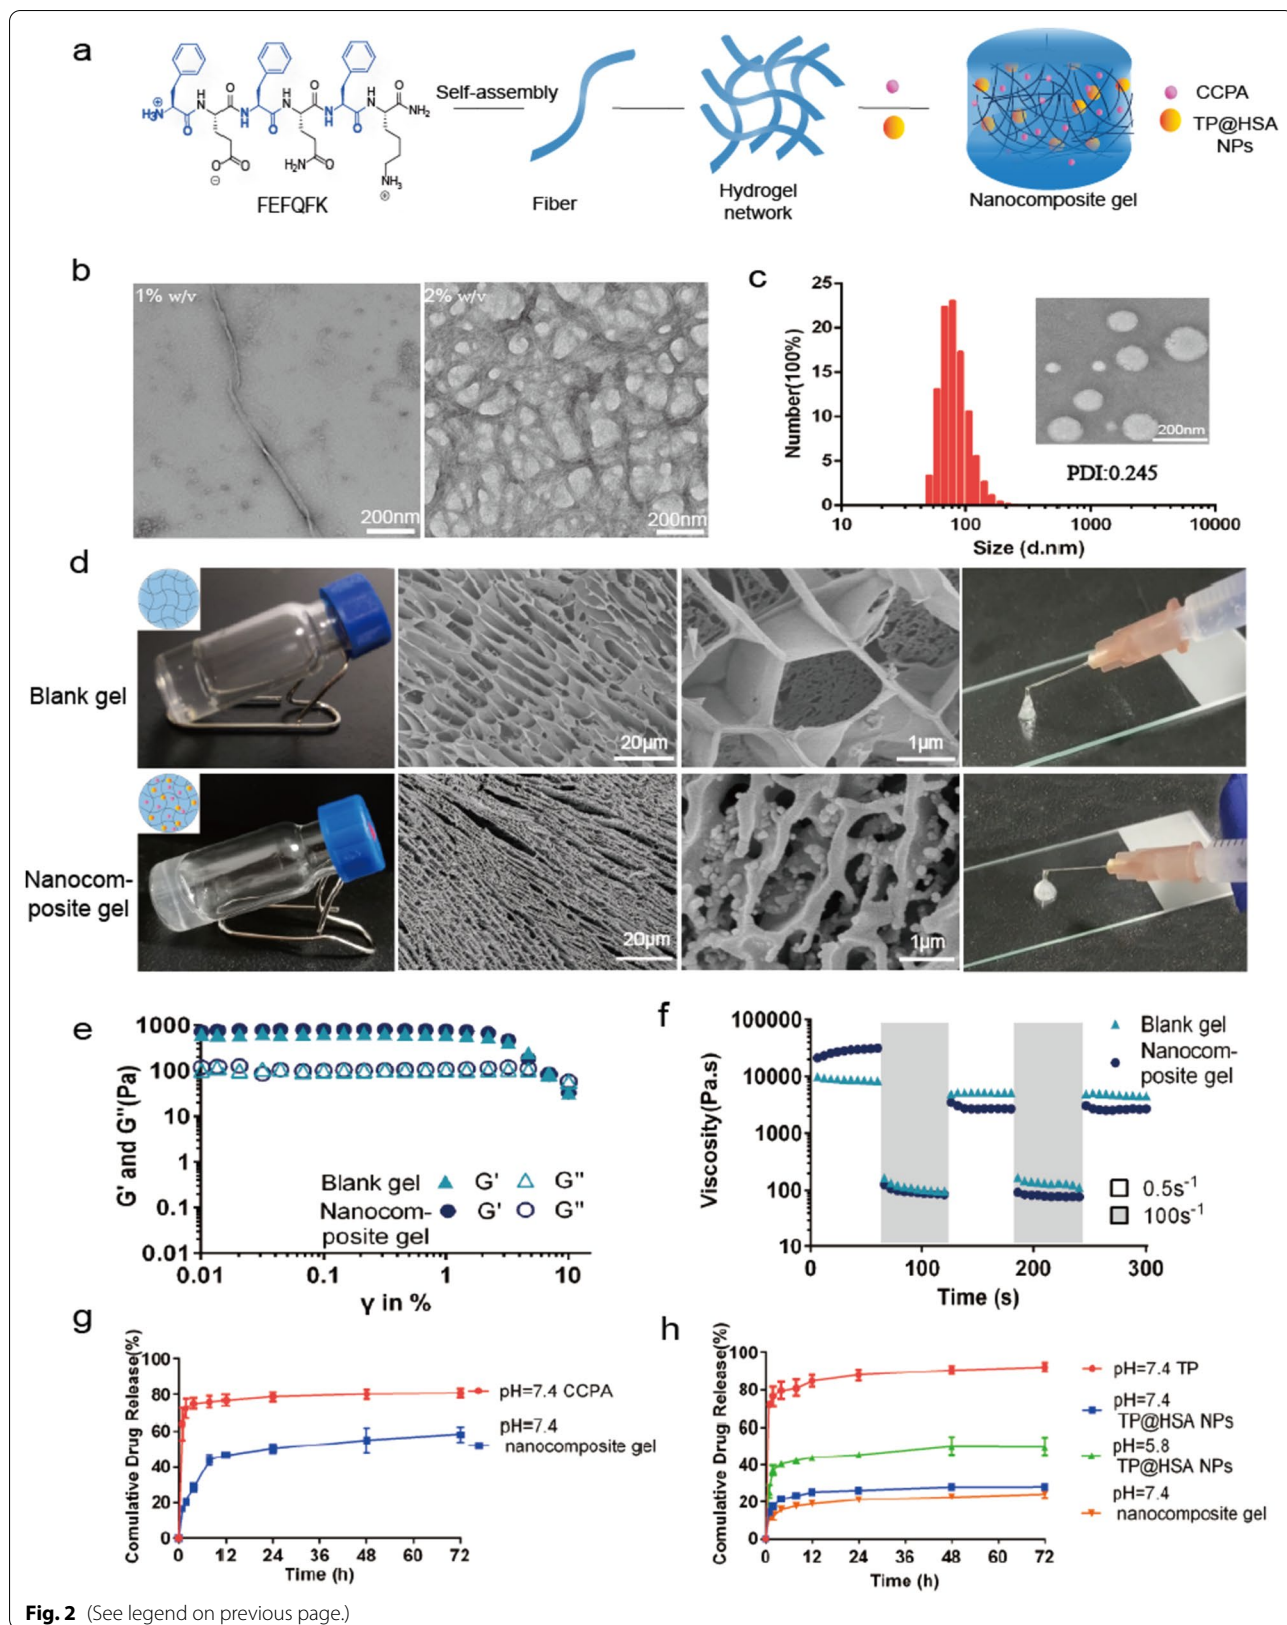 a
O
O
O
NH2
H3N
⊕
N
H
O
H
N
O
O
⊖
O
N
H
H
N
O
H2N
O
N
H
H
N
O
NH3
⊕
FEFQFK
Self-assembly
Fiber
Hydrogel
network
Nanocomposite gel
CCPA
TP@HSA
NPs
b
1% w/v
200nm
2% w/v
200nm
c
Number(100%)
25
20
15
10
5
0
10
100
1000
10000
Size (d.nm)
200nm
PDI:0.245
d
Blank gel
20μm
1μm
Nanocom-
posite gel
20μm
1μm
e
G' and G"(Pa)
1000
100
10
1
0.1
0.01
0.01
0.1
1
10
γ in %
Blank gel G' G"
Nanocom- G' G"
posite gel
f
Viscosity(Pa.s)
100000
10000
1000
100
10
0
100
200
300
Time (s)
Blank gel
Nanocom-
posite gel
0.5s-1
100s-1
g
Comulative Drug Release(%)
100
80
60
40
20
0
0 12 24 36 48 60 72
Time (h)
pH=7.4 CCPA
pH=7.4
nanocomposite gel
h
Comulative Drug Release(%)
100
80
60
40
20
0
0 12 24 36 48 60 72
Time (h)
pH=7.4 TP
pH=7.4
TP@HSA NPs
pH=5.8
TP@HSA NPs
pH=7.4
nanocomposite gel
Fig. 2 (See legend on previous page.)